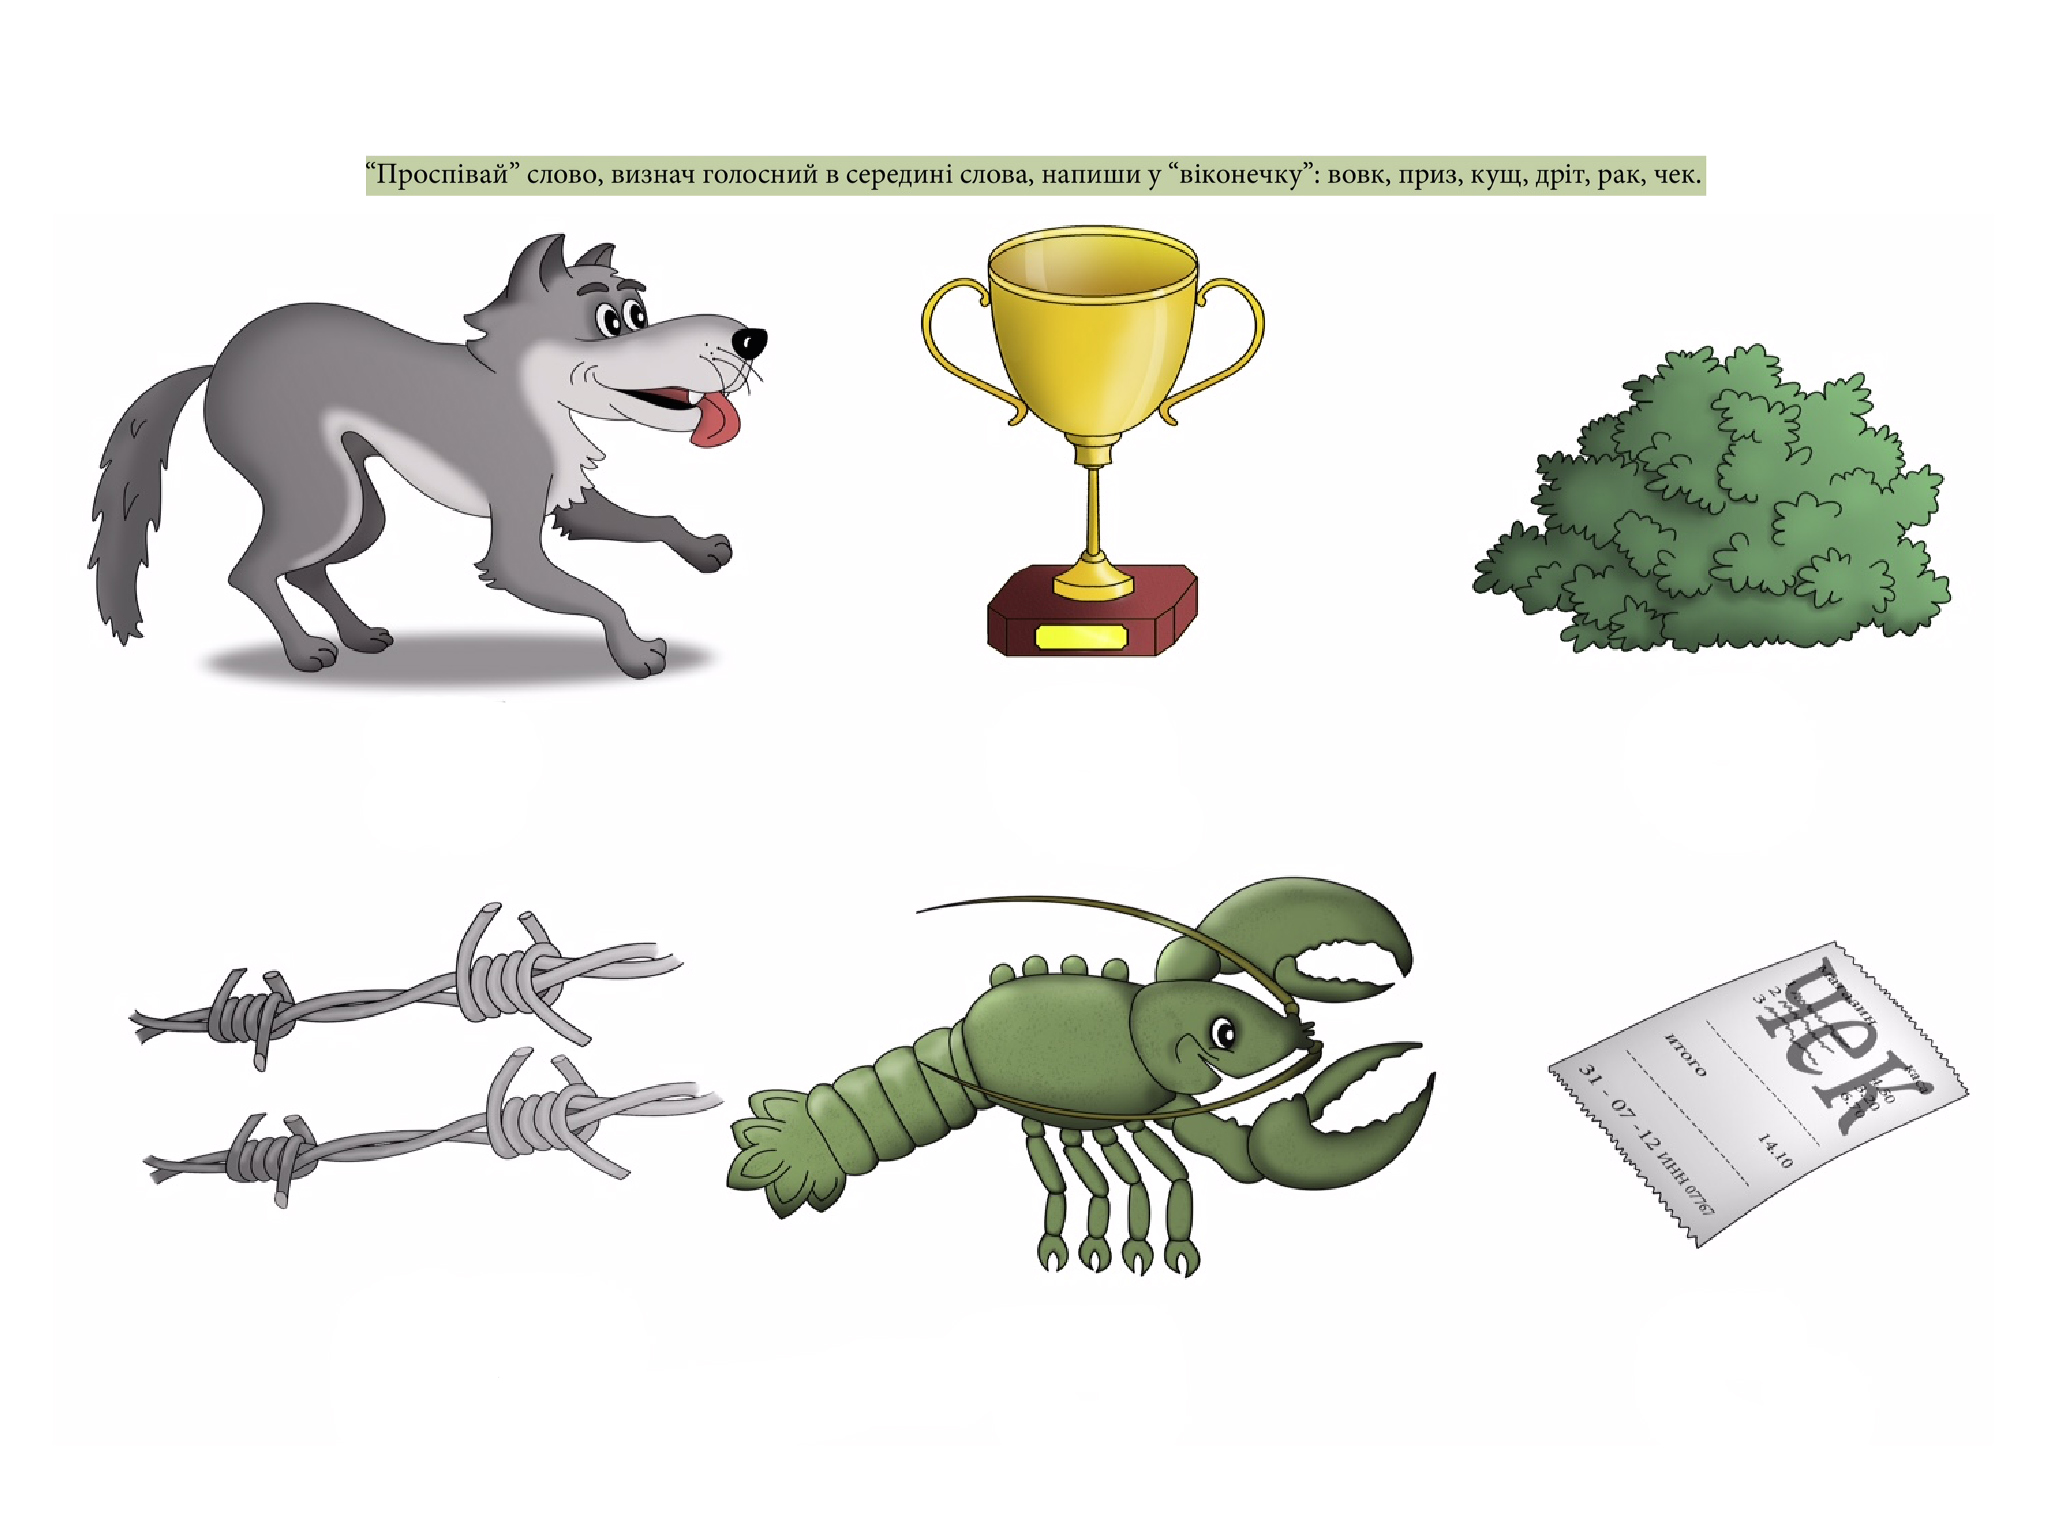 “Проспівай” слово, визнач голосний в середині слова, напиши у “віконечку”: вовк, приз, кущ, дріт, рак, чек.
чек
итого
14.10
31 - 07 - 12 ИНН 07767